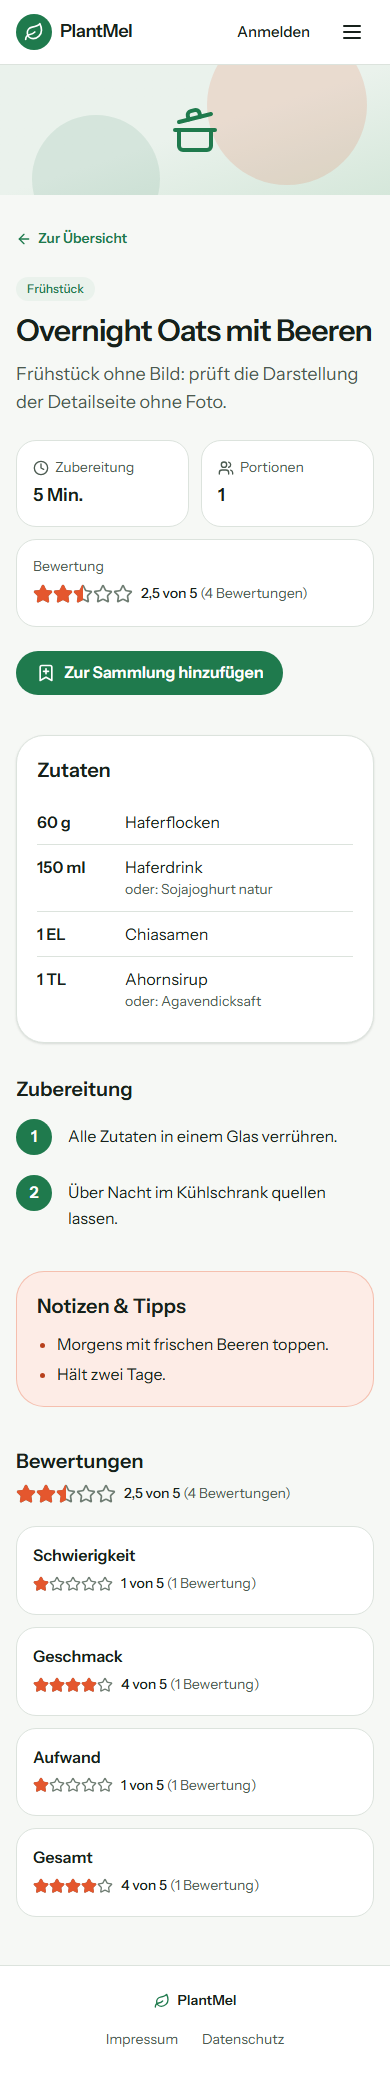 PlantMel
Anmelden
Zur Übersicht
Frühstück
Overnight Oats mit Beeren
Frühstück ohne Bild: prüft die Darstellung
der Detailseite ohne Foto.
Zubereitung
5 Min.
Portionen
1
Bewertung
2,5 von 5 (4 Bewertungen)
Zur Sammlung hinzufügen
Zutaten
60 g Haferflocken
150 ml Haferdrink
oder: Sojajoghurt natur
1 EL Chiasamen
1 TL Ahornsirup
oder: Agavendicksaft
Zubereitung
1 Alle Zutaten in einem Glas verrühren.
2 Über Nacht im Kühlschrank quellen
lassen.
Notizen & Tipps
• Morgens mit frischen Beeren toppen.
• Hält zwei Tage.
Bewertungen
2,5 von 5 (4 Bewertungen)
Schwierigkeit
1 von 5 (1 Bewertung)
Geschmack
4 von 5 (1 Bewertung)
Aufwand
1 von 5 (1 Bewertung)
Gesamt
4 von 5 (1 Bewertung)
PlantMel
Impressum Datenschutz